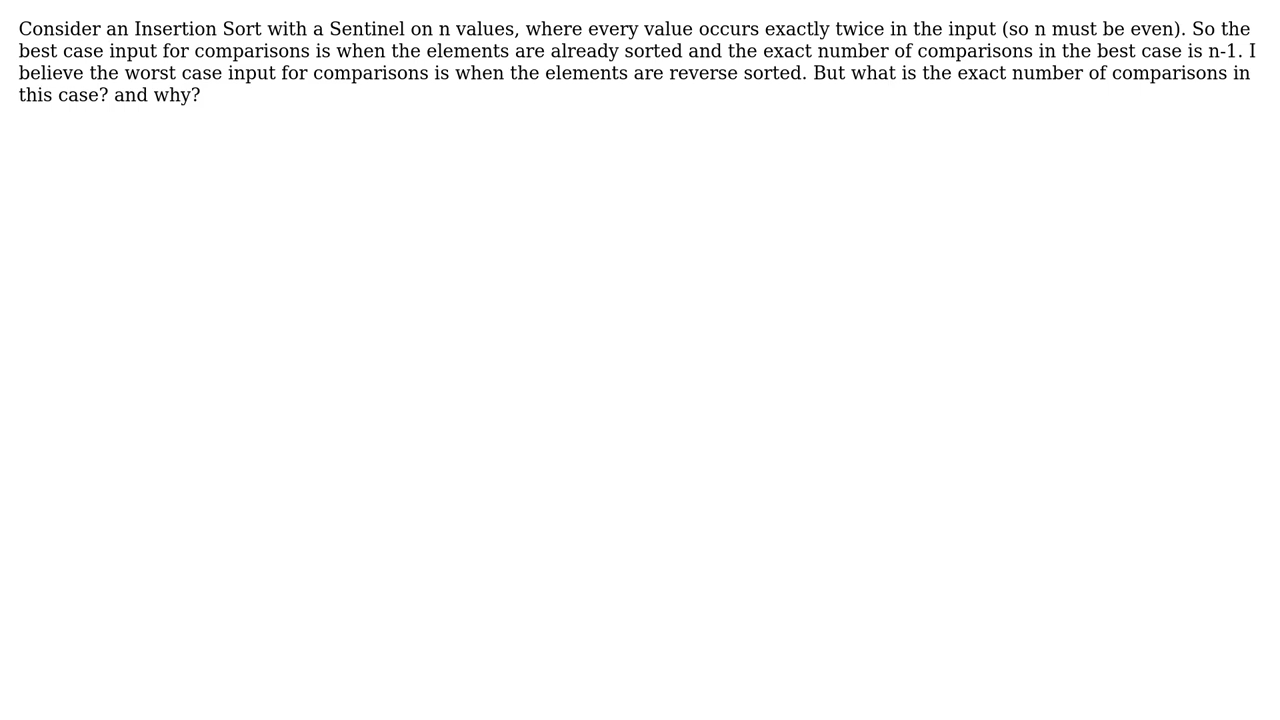 Consider an Insertion Sort with a Sentinel on n values, where every value occurs exactly twice in the input (so n must be even). So the
best case input for comparisons is when the elements are already sorted and the exact number of comparisons in the best case is n-1. I
believe the worst case input for comparisons is when the elements are reverse sorted. But what is the exact number of comparisons in
this case? and why?